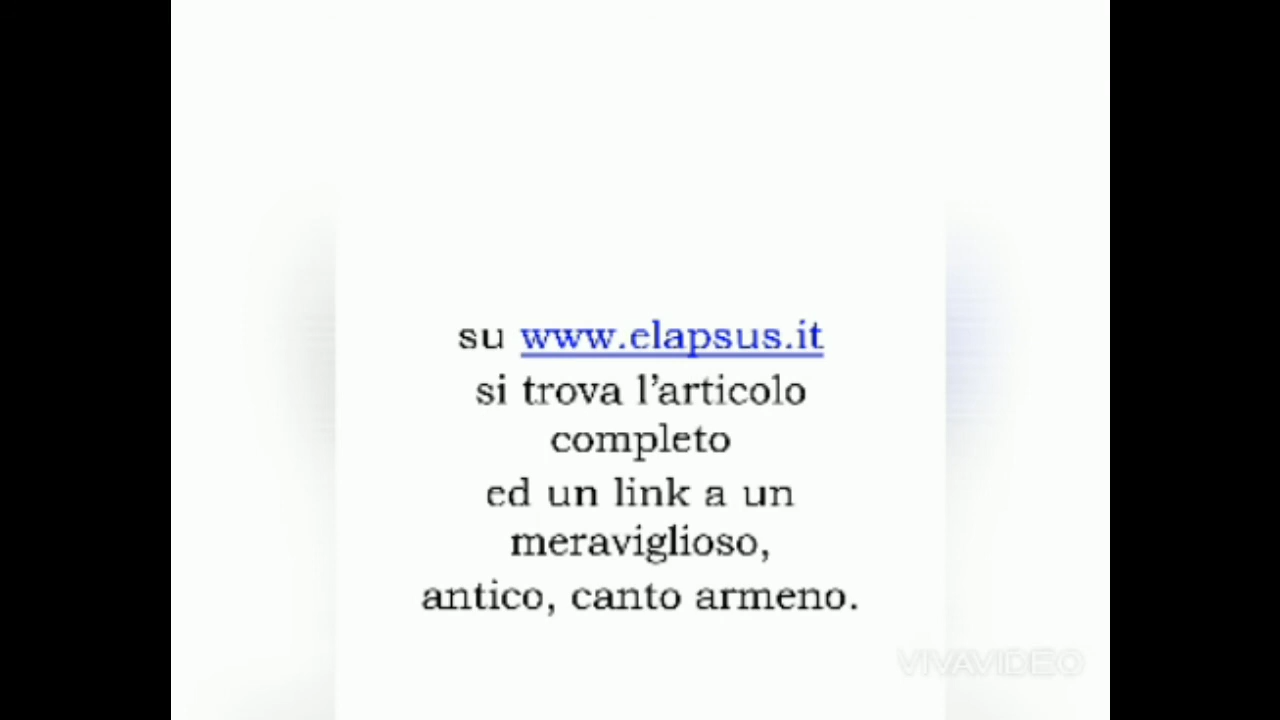 su www.elapsus.it
si trova l’articolo
completo
ed un link a un
meraviglioso,
antico, canto armeno.
VIVAVIDEO